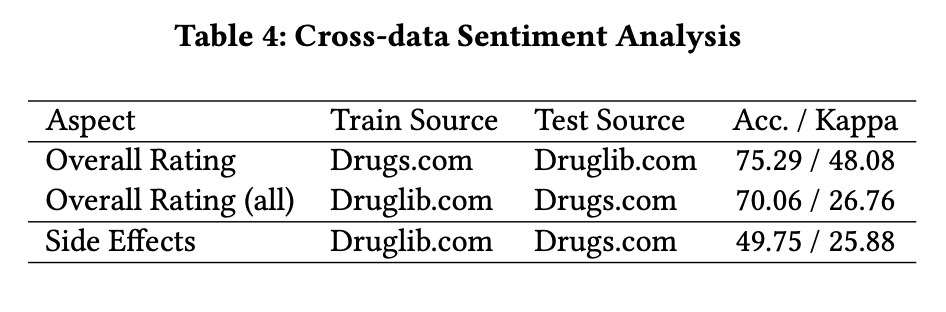 Table 4: Cross-data Sentiment Analysis
Aspect Train Source Test Source Acc. / Kappa
Overall Rating Drugs.com Druglib.com 75.29 / 48.08
Overall Rating (all) Druglib.com Drugs.com 70.06 / 26.76
Side Effects Druglib.com Drugs.com 49.75 / 25.88